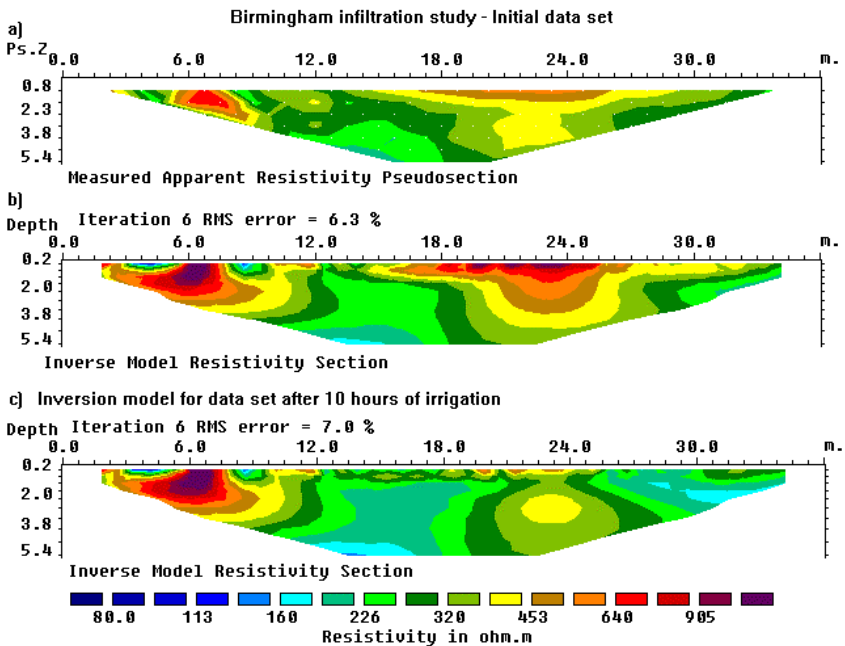 Birmingham infiltration study - Initial data set
a)
Ps.Z 0.0 6.0 12.0 18.0 24.0 30.0 m.
0.8
2.3
3.8
5.4
Measured Apparent Resistivity Pseudosection
b)
Iteration 6 RMS error = 6.3 %
Depth
0.0 6.0 12.0 18.0 24.0 30.0 m.
0.2
2.0
3.8
5.4
Inverse Model Resistivity Section
c) Inversion model for data set after 10 hours of irrigation
Depth Iteration 6 RMS error = 7.0 %
0.0 6.0 12.0 18.0 24.0 30.0 m.
0.2
2.0
3.8
5.4
Inverse Model Resistivity Section
80.0 113 160 226 320 453 640 905
Resistivity in ohm.m